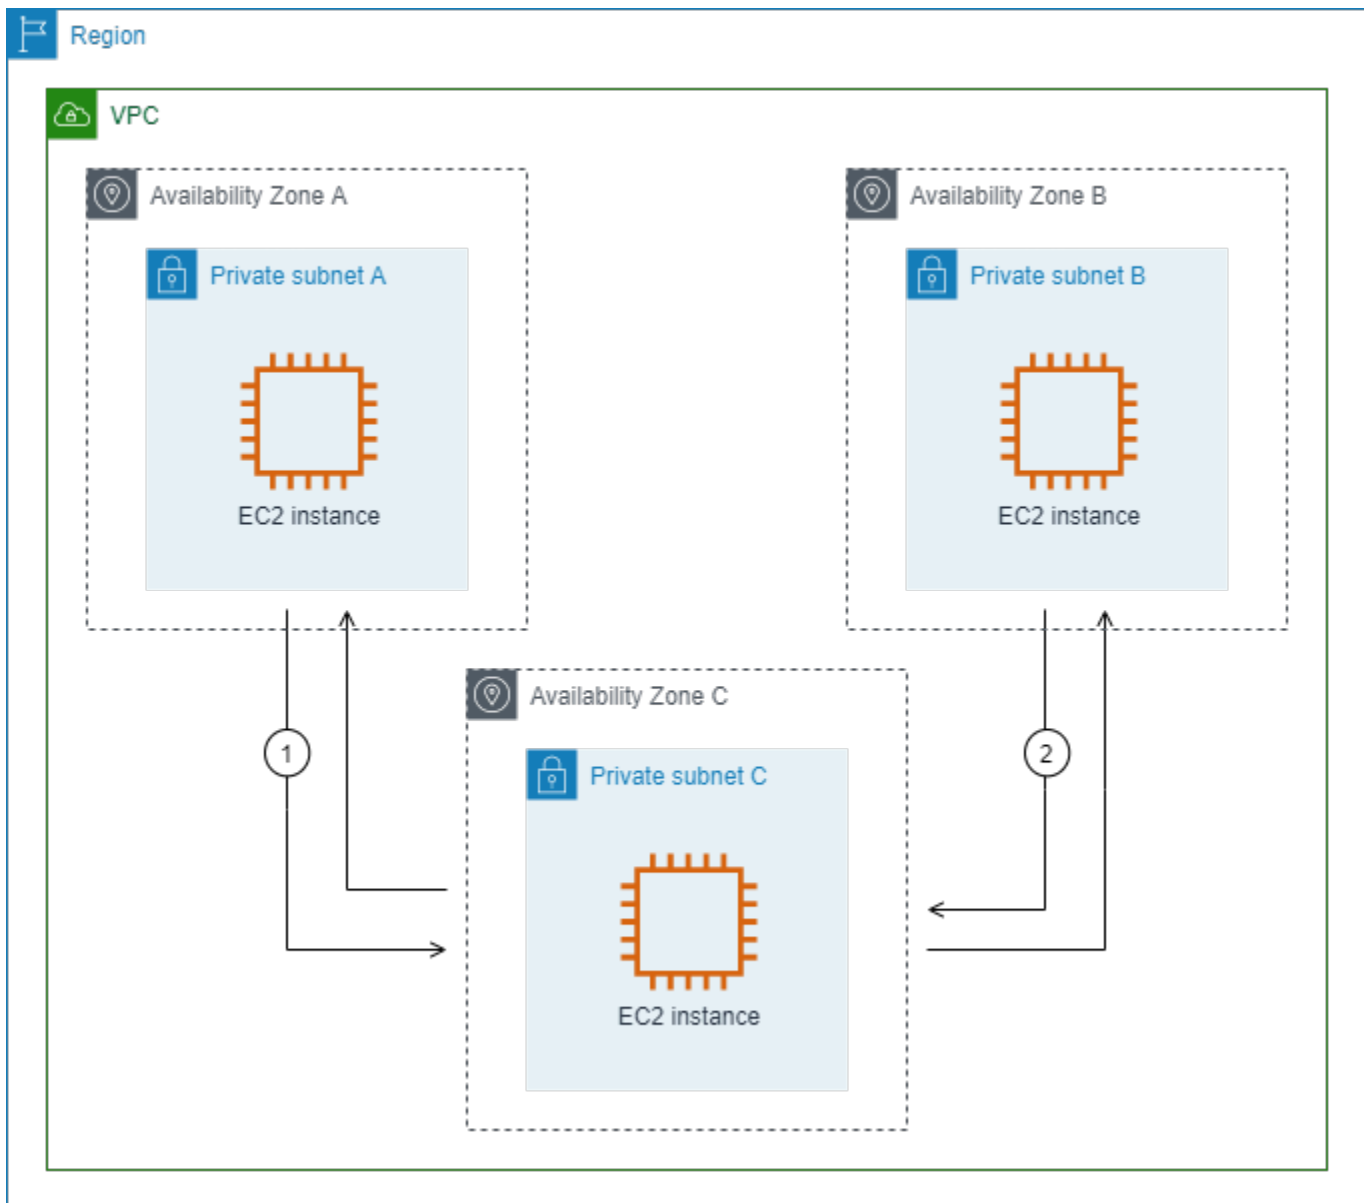 Region
VPC
Availability Zone A
Availability Zone B
Private subnet A
Private subnet B
EC2 instance
EC2 instance
Availability Zone C
1
2
Private subnet C
EC2 instance